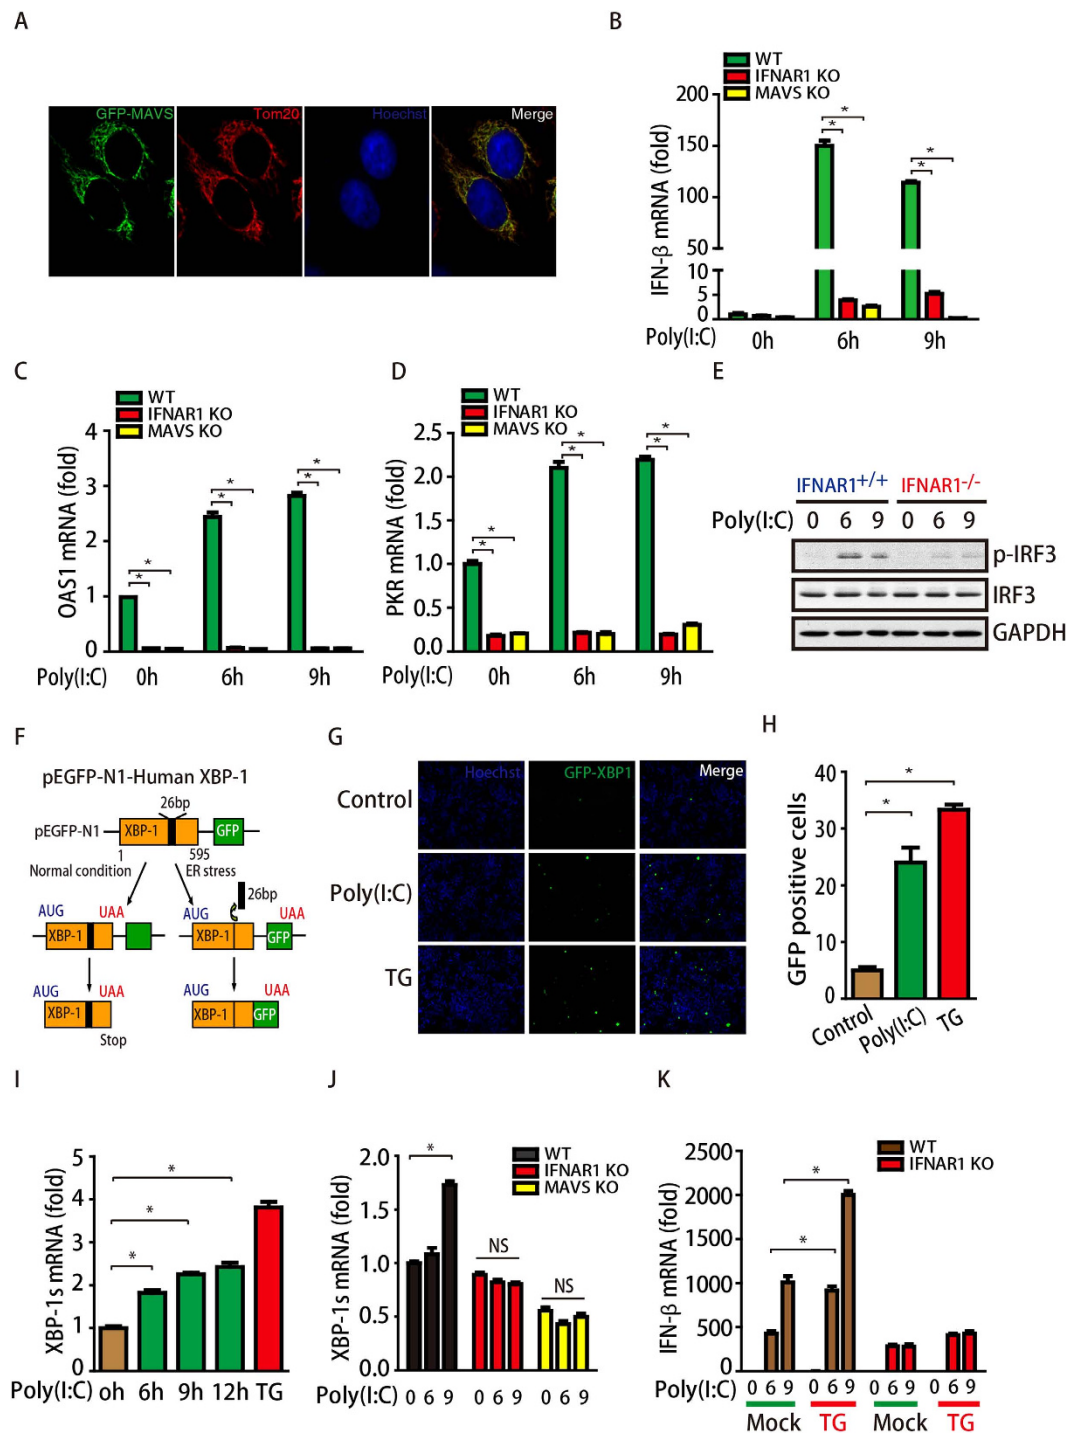 A
GFP-MAVS Tom20 Hoechst Merge
B
WT
IFNAR1 KO
MAVS KO
IFN-β mRNA (fold)
200
150
100
50
10
5
0
* * * *
Poly(I:C) 0h 6h 9h
C
WT
IFNAR1 KO
MAVS KO
OAS1 mRNA (fold)
4
3
2
1
0
* * * * * *
Poly(I:C) 0h 6h 9h
D
WT
IFNAR1 KO
MAVS KO
PKR mRNA (fold)
2.5
2.0
1.5
1.0
0.5
0.0
* * * * * *
Poly(I:C) 0h 6h 9h
E
IFNAR1+/+ IFNAR1-/-
Poly(I:C) 0 6 9 0 6 9
p-IRF3
IRF3
GAPDH
F
pEGFP-N1-Human XBP-1
26bp
pEGFP-N1 XBP-1 GFP
1 595
Normal condition ER stress
26bp
AUG UAA AUG UAA
XBP-1 XBP-1 GFP
AUG UAA AUG UAA
XBP-1 XBP-1 GFP
Stop
G
Hoechst GFP-XBP1 Merge
Control
Poly(I:C)
TG
H
GFP positive cells
40
30
20
10
0
* *
Control Poly(I:C) TG
I
XBP-1s mRNA (fold)
5
4
3
2
1
0
* * *
Poly(I:C) oh 6h 9h 12h TG
J
WT
IFNAR1 KO
MAVS KO
XBP-1s mRNA (fold)
2.0
1.5
1.0
0.5
0.0
* NS NS
Poly(I:C) 0 6 9 0 6 9 0 6 9
K
WT
IFNAR1 KO
IFN-β mRNA (fold)
2500
2000
1500
1000
500
0
* *
Poly(I:C) 0 6 9 0 6 9 0 6 9 0 6 9
Mock TG Mock TG